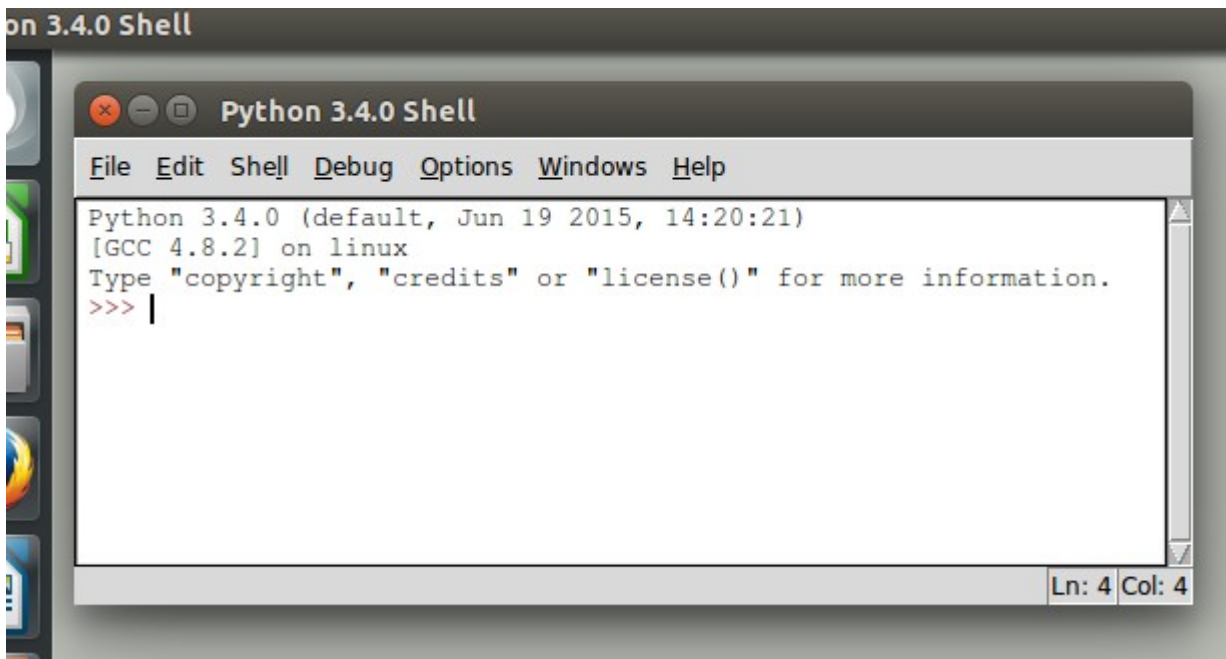 on 3.4.0 Shell
Python 3.4.0 Shell
File Edit Shell Debug Options Windows Help
Python 3.4.0 (default, Jun 19 2015, 14:20:21)
[GCC 4.8.2] on linux
Type "copyright", "credits" or "license()" for more information.
>>>
Ln: 4 Col: 4